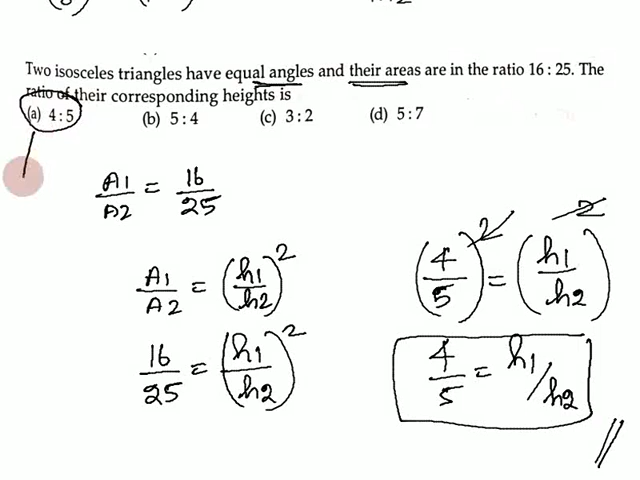 Two isosceles triangles have equal angles and their areas are in the ratio 16 : 25. The
ratio of their corresponding heights is
(a) 4 : 5 (b) 5 : 4 (c) 3 : 2 (d) 5 : 7
A1/A2 = 16/25
A1/A2 = (h1/h2)^2
16/25 = (h1/h2)^2
(4/5)^2 = (h1/h2)^2
4/5 = h1/h2